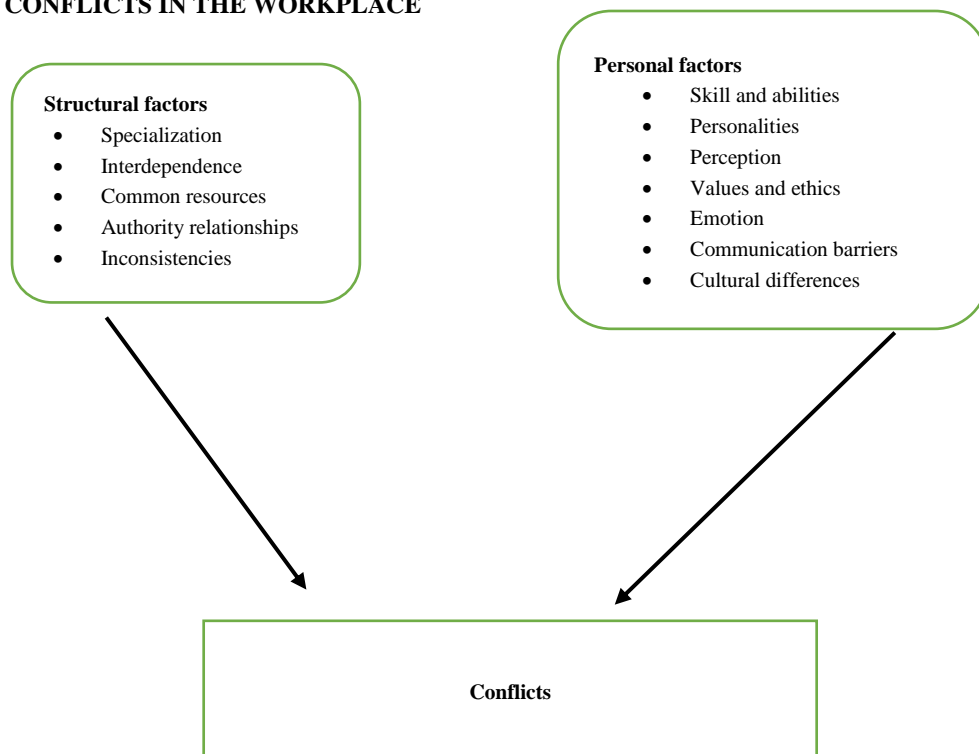 CONFLICTS IN THE WORKPLACE
Structural factors
• Specialization
• Interdependence
• Common resources
• Authority relationships
• Inconsistencies
Personal factors
• Skill and abilities
• Personalities
• Perception
• Values and ethics
• Emotion
• Communication barriers
• Cultural differences
Conflicts